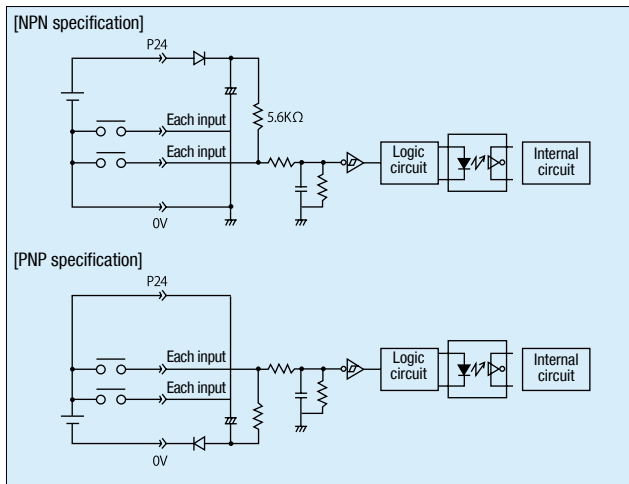 [NPN specification]
P24
Each input
5.6KΩ
Each input
Logic
circuit
Internal
circuit
0V
[PNP specification]
P24
Each input
Logic
circuit
Internal
circuit
Each input
0V